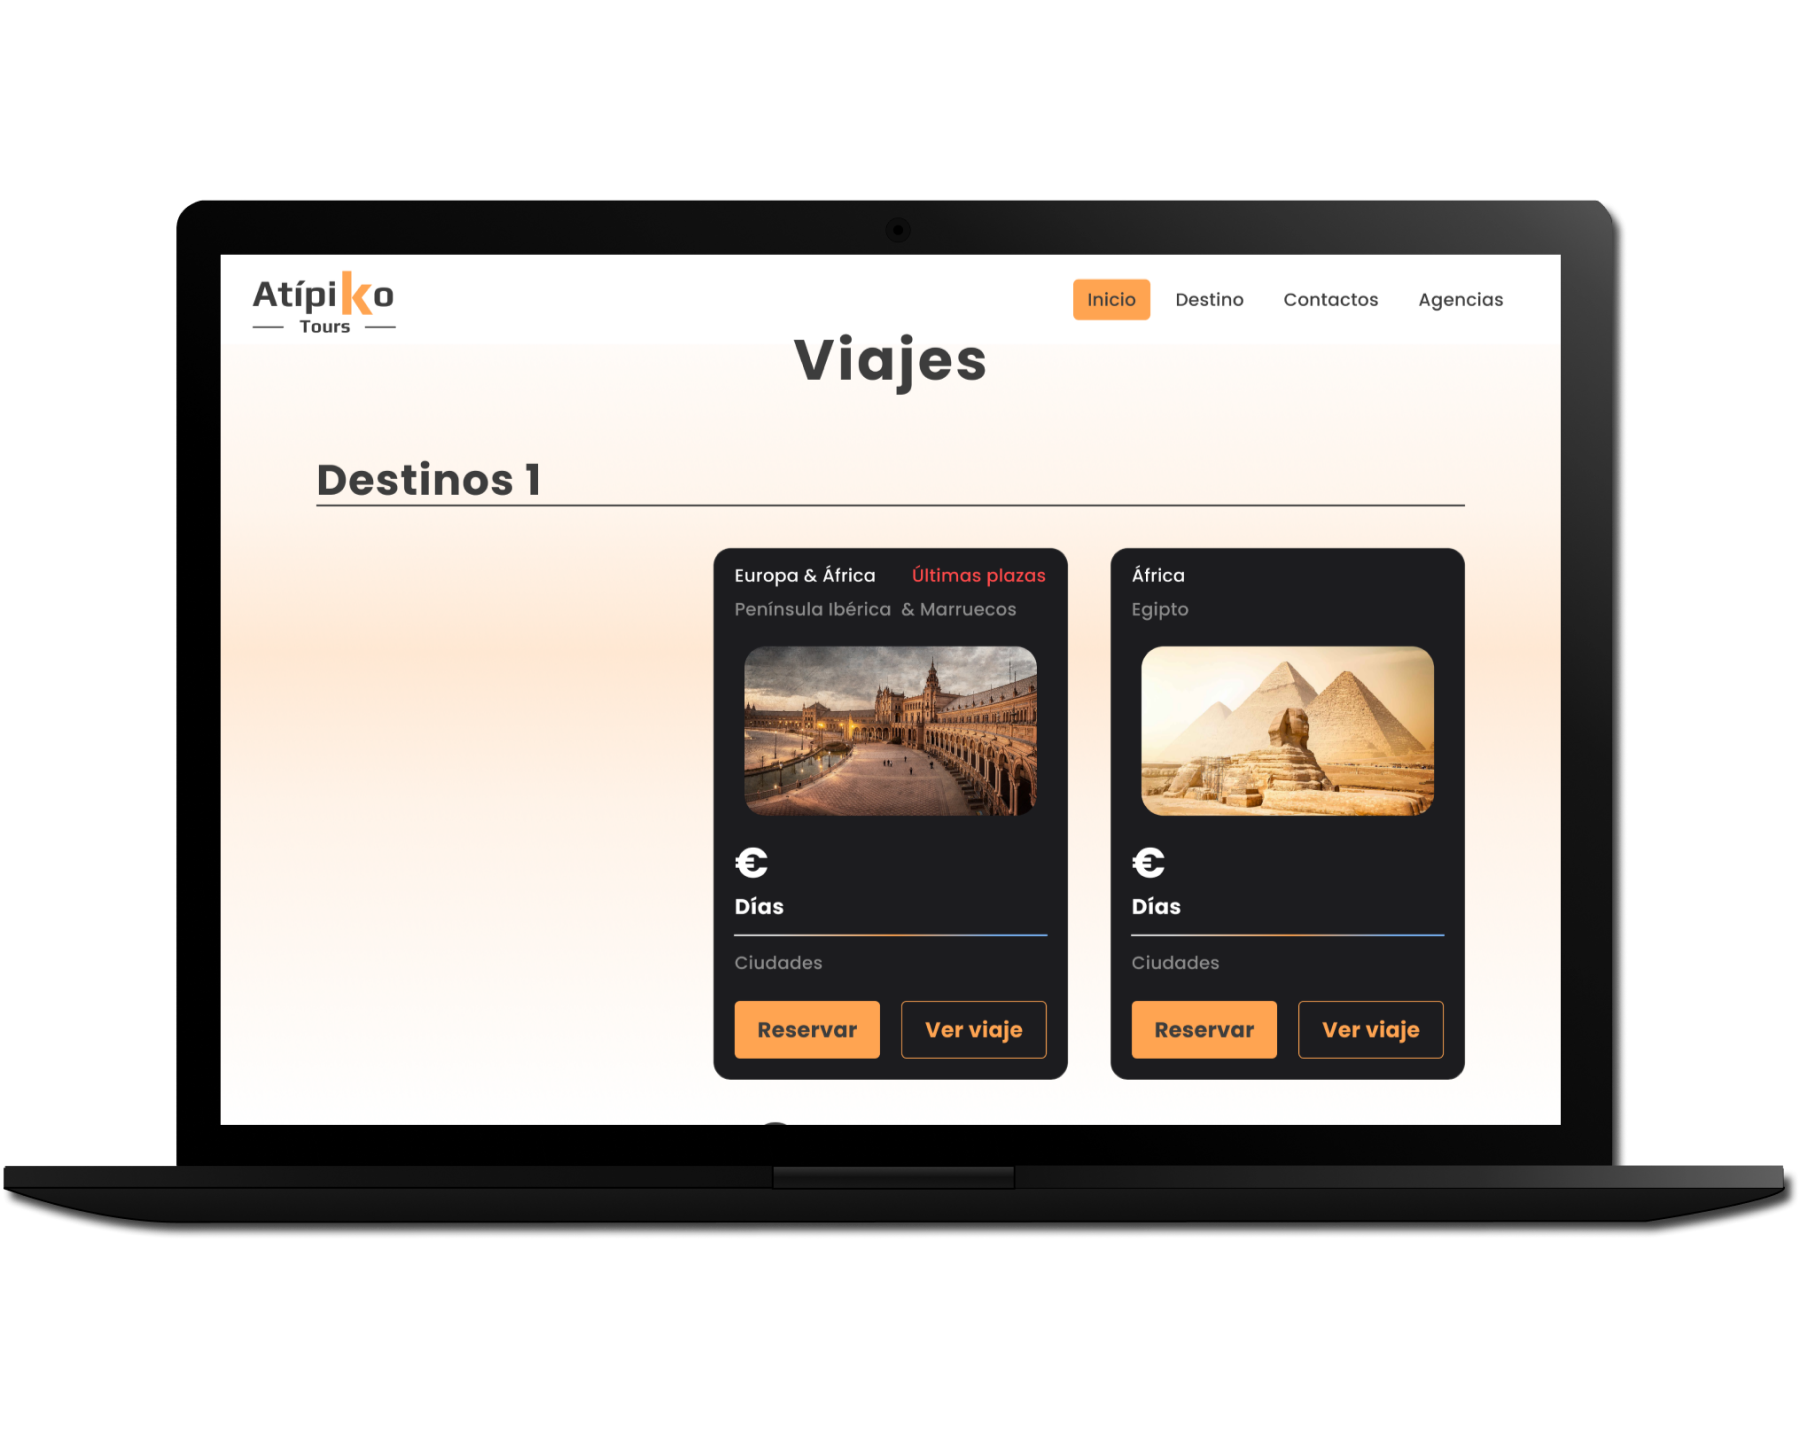 Atípiko
Tours
Inicio Destino Contactos Agencias
Viajes
Destinos 1
Europa & África Últimas plazas
Península Ibérica & Marruecos
€
Días
Ciudades
Reservar Ver viaje
África
Egipto
€
Días
Ciudades
Reservar Ver viaje